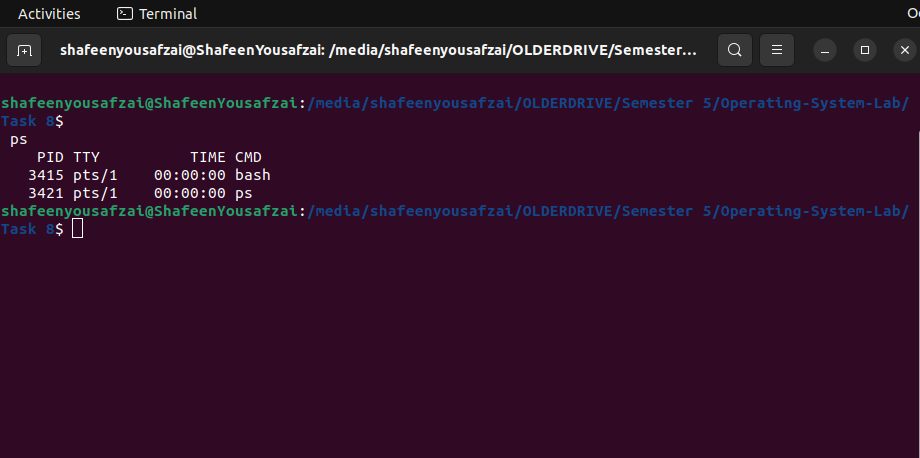 Activities Terminal
shafeenyousafzai@ShafeenYousafzai: /media/shafeenyousafzai/OLDERDRIVE/Semester...
shafeenyousafzai@ShafeenYousafzai:/media/shafeenyousafzai/OLDERDRIVE/Semester 5/Operating-System-Lab/
Task 8$
 ps
    PID TTY          TIME CMD
   3415 pts/1    00:00:00 bash
   3421 pts/1    00:00:00 ps
shafeenyousafzai@ShafeenYousafzai:/media/shafeenyousafzai/OLDERDRIVE/Semester 5/Operating-System-Lab/
Task 8$